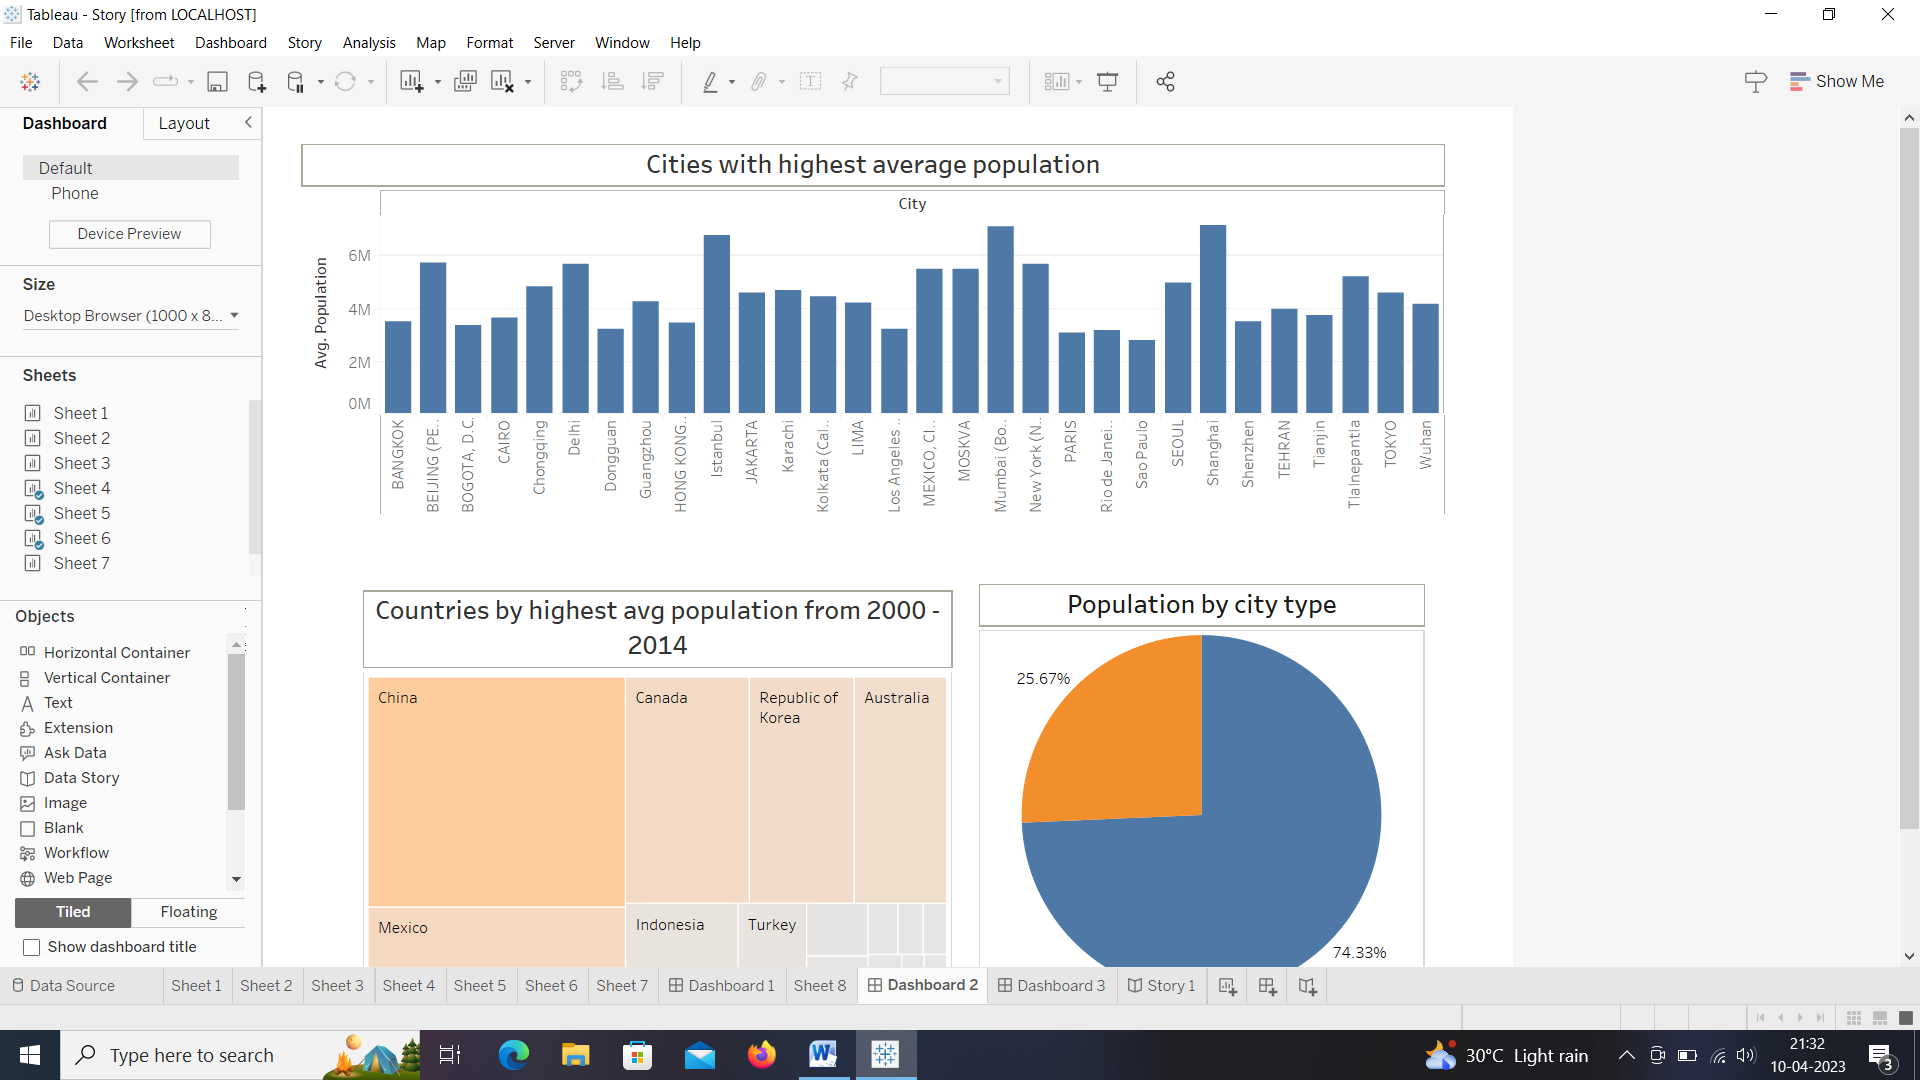 Tableau - Story [from LOCALHOST]
File Data Worksheet Dashboard Story Analysis Map Format Server Window Help
Show Me
Dashboard Layout
Default
Phone
Device Preview
Size
Desktop Browser (1000 x 8...
Sheets
Sheet 1
Sheet 2
Sheet 3
Sheet 4
Sheet 5
Sheet 6
Sheet 7
Objects
Horizontal Container
Vertical Container
Text
Extension
Ask Data
Data Story
Image
Blank
Workflow
Web Page
Tiled Floating
Show dashboard title
Cities with highest average population
City
Avg. Population
6M
4M
2M
0M
BANGKOK
BEIJING (PE..
BOGOTA, D.C.
CAIRO
Chongqing
Delhi
Dongguan
Guangzhou
HONG KONG..
Istanbul
JAKARTA
Karachi
Kolkata (Cal..
LIMA
Los Angeles ..
MEXICO, CI..
MOSKVA
Mumbai (Bo..
New York (N..
PARIS
Rio de Janei..
Sao Paulo
SEOUL
Shanghai
Shenzhen
TEHRAN
Tianjin
Tlalnepantla
TOKYO
Wuhan
Countries by highest avg population from 2000 -
2014
China
Canada
Republic of
Korea
Australia
Mexico
Indonesia
Turkey
Population by city type
25.67%
74.33%
Data Source Sheet 1 Sheet 2 Sheet 3 Sheet 4 Sheet 5 Sheet 6 Sheet 7 Dashboard 1 Sheet 8 Dashboard 2 Dashboard 3 Story 1
Type here to search
30°C Light rain
21:32
10-04-2023
3